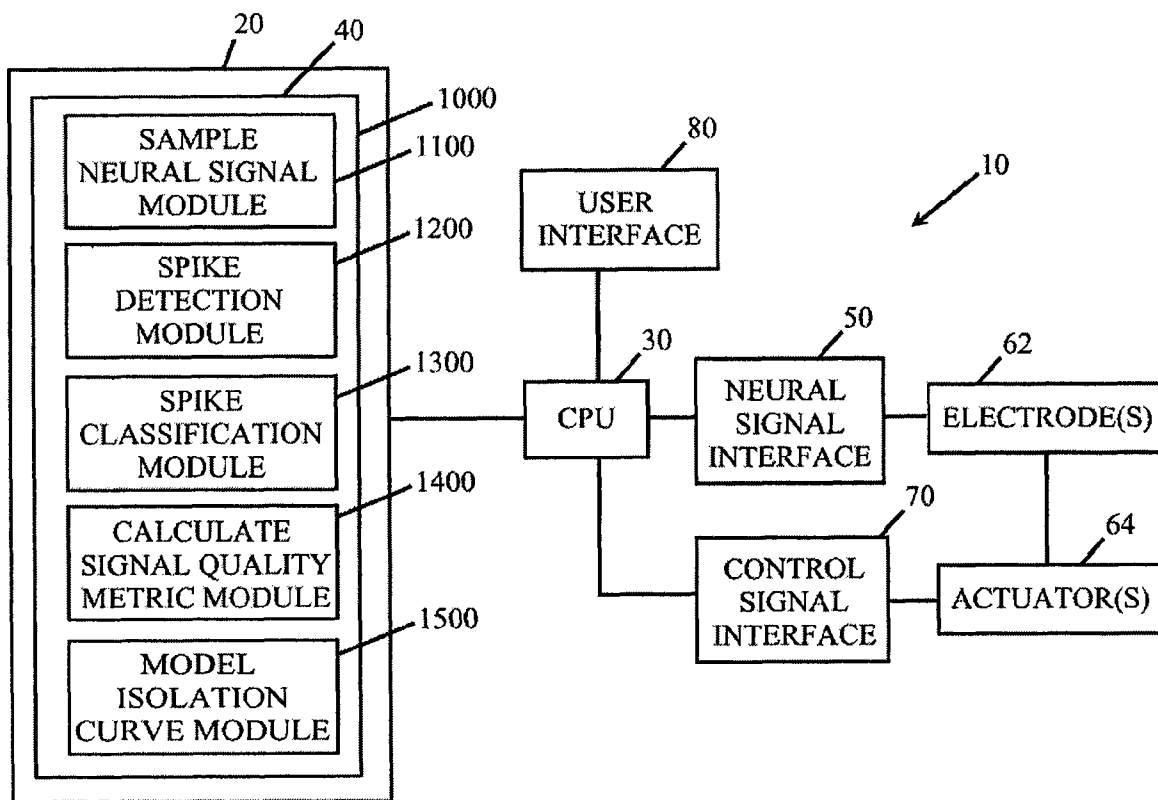 20
40
1000
SAMPLE
NEURAL SIGNAL
MODULE
1100
1200
SPIKE
DETECTION
MODULE
1300
SPIKE
CLASSIFICATION
MODULE
1400
CALCULATE
SIGNAL QUALITY
METRIC MODULE
1500
MODEL
ISOLATION
CURVE MODULE
80
USER
INTERFACE
10
30
CPU
50
NEURAL
SIGNAL
INTERFACE
62
ELECTRODE(S)
70
CONTROL
SIGNAL
INTERFACE
64
ACTUATOR(S)